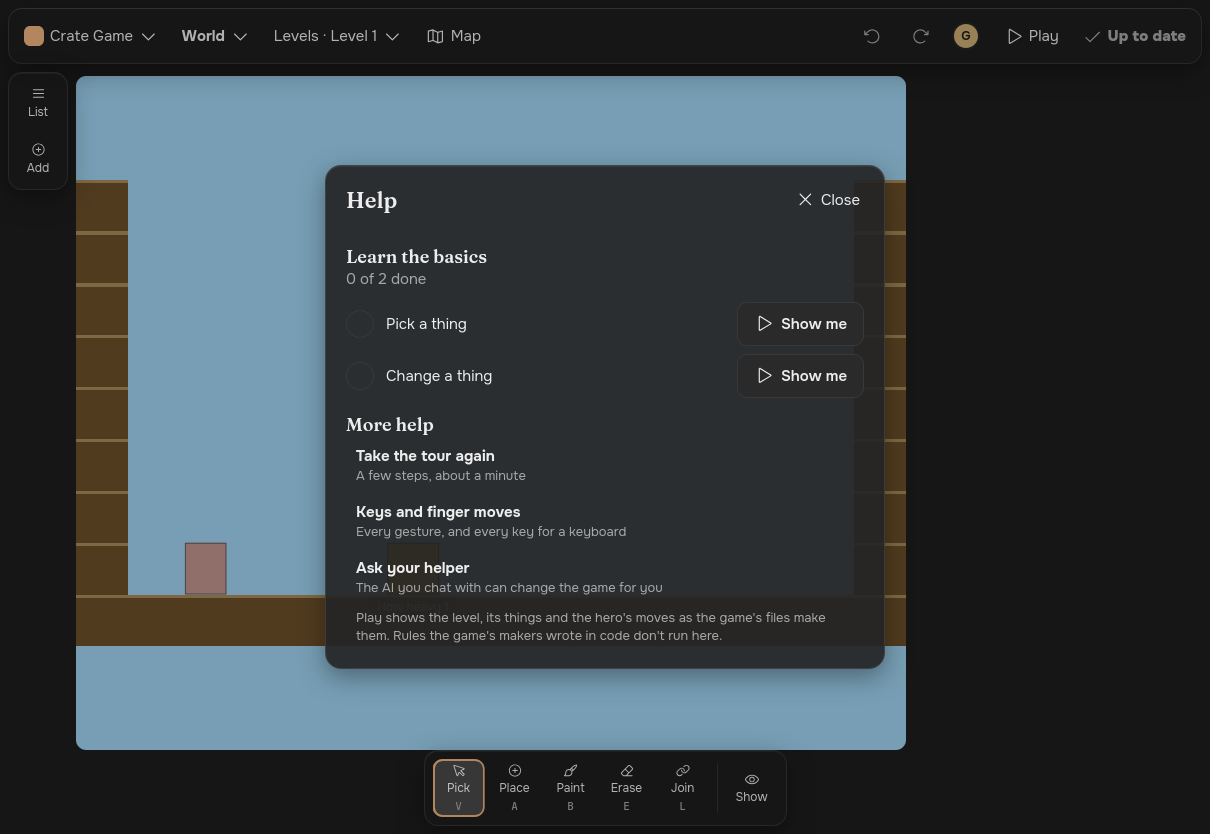 Crate Game
World
Levels · Level 1
Map
G
Play
Up to date
List
Add
Help
Close
Learn the basics
0 of 2 done
Pick a thing
Show me
Change a thing
Show me
More help
Take the tour again
A few steps, about a minute
Keys and finger moves
Every gesture, and every key for a keyboard
Ask your helper
The AI you chat with can change the game for you
Play shows the level, its things and the hero's moves as the game's files make
them. Rules the game's makers wrote in code don't run here.
Pick
V
Place
A
Paint
B
Erase
E
Join
L
Show